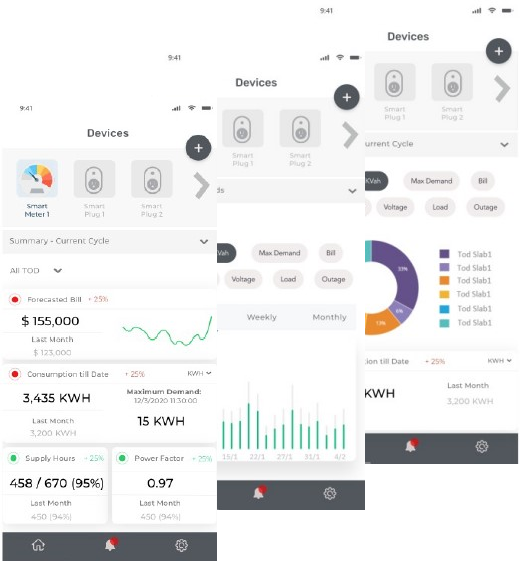 9:41
Devices
+
Smart
Meter 1
Smart
Plug 1
Smart
Plug 2
Summary - Current Cycle
All TOD
Forecasted Bill + 25%
$ 155,000
Last Month
$ 123,000
Consumption till Date + 25% KWH
3,435 KWH
Last Month
3,200 KWH
Maximum Demand:
12/3/2020 11:30:00
15 KWH
Supply Hours - 25%
458 / 670 (95%)
Last Month
450 (94%)
Power Factor + 25%
0.97
Last Month
450 (94%)
9:41
Devices
+
Smart
Plug 1
Smart
Plug 2
ds
Vah Max Demand Bill
Voltage Load Outage
Weekly Monthly
15/1 22/1 27/1 31/1 4/2
9:41
Devices
+
Smart
Plug 1
Smart
Plug 2
urrent Cycle
KVah Max Demand Bill
Voltage Load Outage
33%
6%
13%
Tod Slab1
Tod Slab1
Tod Slab1
Tod Slab1
Tod Slab1
Tod Slab1
ion till Date + 25% KWH
KWH
Last Month
3,200 KWH